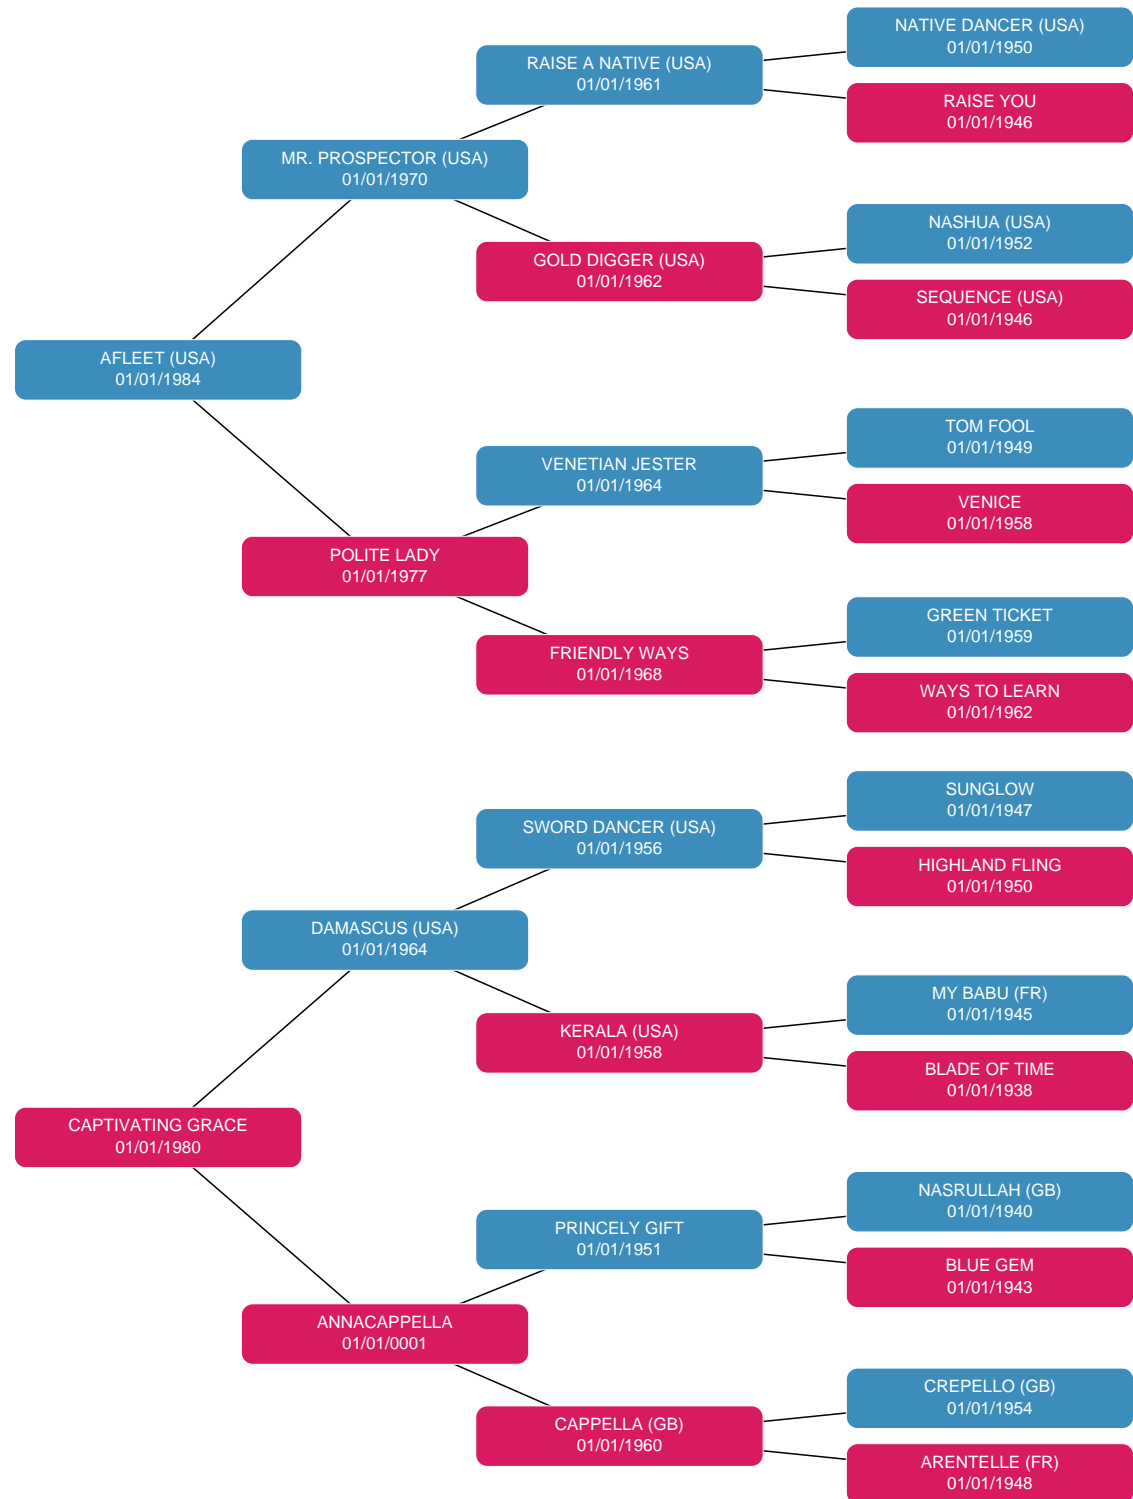 NATIVE DANCER (USA)
01/01/1950
RAISE A NATIVE (USA)
01/01/1961
RAISE YOU
01/01/1946
MR. PROSPECTOR (USA)
01/01/1970
NASHUA (USA)
01/01/1952
GOLD DIGGER (USA)
01/01/1962
SEQUENCE (USA)
01/01/1946
AFLEET (USA)
01/01/1984
TOM FOOL
01/01/1949
VENETIAN JESTER
01/01/1964
VENICE
01/01/1958
POLITE LADY
01/01/1977
GREEN TICKET
01/01/1959
FRIENDLY WAYS
01/01/1968
WAYS TO LEARN
01/01/1962
SUNGLOW
01/01/1947
SWORD DANCER (USA)
01/01/1956
HIGHLAND FLING
01/01/1950
DAMASCUS (USA)
01/01/1964
MY BABU (FR)
01/01/1945
KERALA (USA)
01/01/1958
BLADE OF TIME
01/01/1938
CAPTIVATING GRACE
01/01/1980
NASRULLAH (GB)
01/01/1940
PRINCELY GIFT
01/01/1951
BLUE GEM
01/01/1943
ANNACAPPELLA
01/01/0001
CREPELLO (GB)
01/01/1954
CAPPELLA (GB)
01/01/1960
ARENTELLE (FR)
01/01/1948